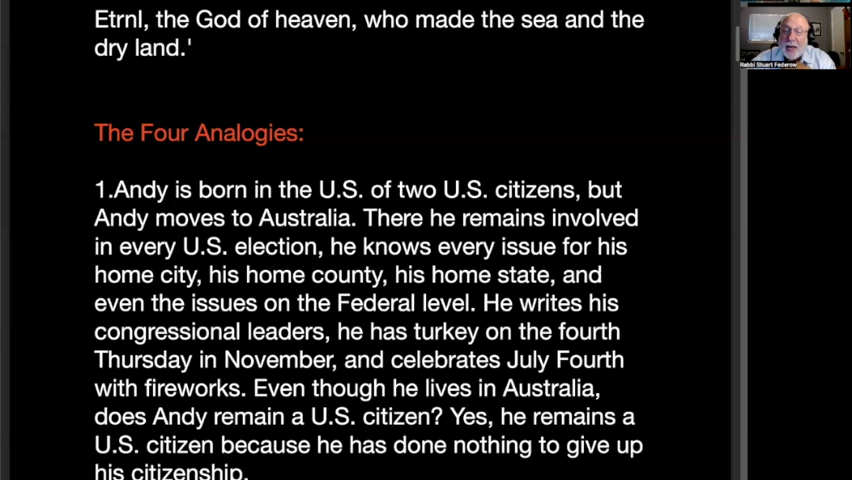 Etrnl, the God of heaven, who made the sea and the
dry land.'
The Four Analogies:
1.Andy is born in the U.S. of two U.S. citizens, but
Andy moves to Australia. There he remains involved
in every U.S. election, he knows every issue for his
home city, his home county, his home state, and
even the issues on the Federal level. He writes his
congressional leaders, he has turkey on the fourth
Thursday in November, and celebrates July Fourth
with fireworks. Even though he lives in Australia,
does Andy remain a U.S. citizen? Yes, he remains a
U.S. citizen because he has done nothing to give up
his citizenship.
Rabbi Stuart Federow